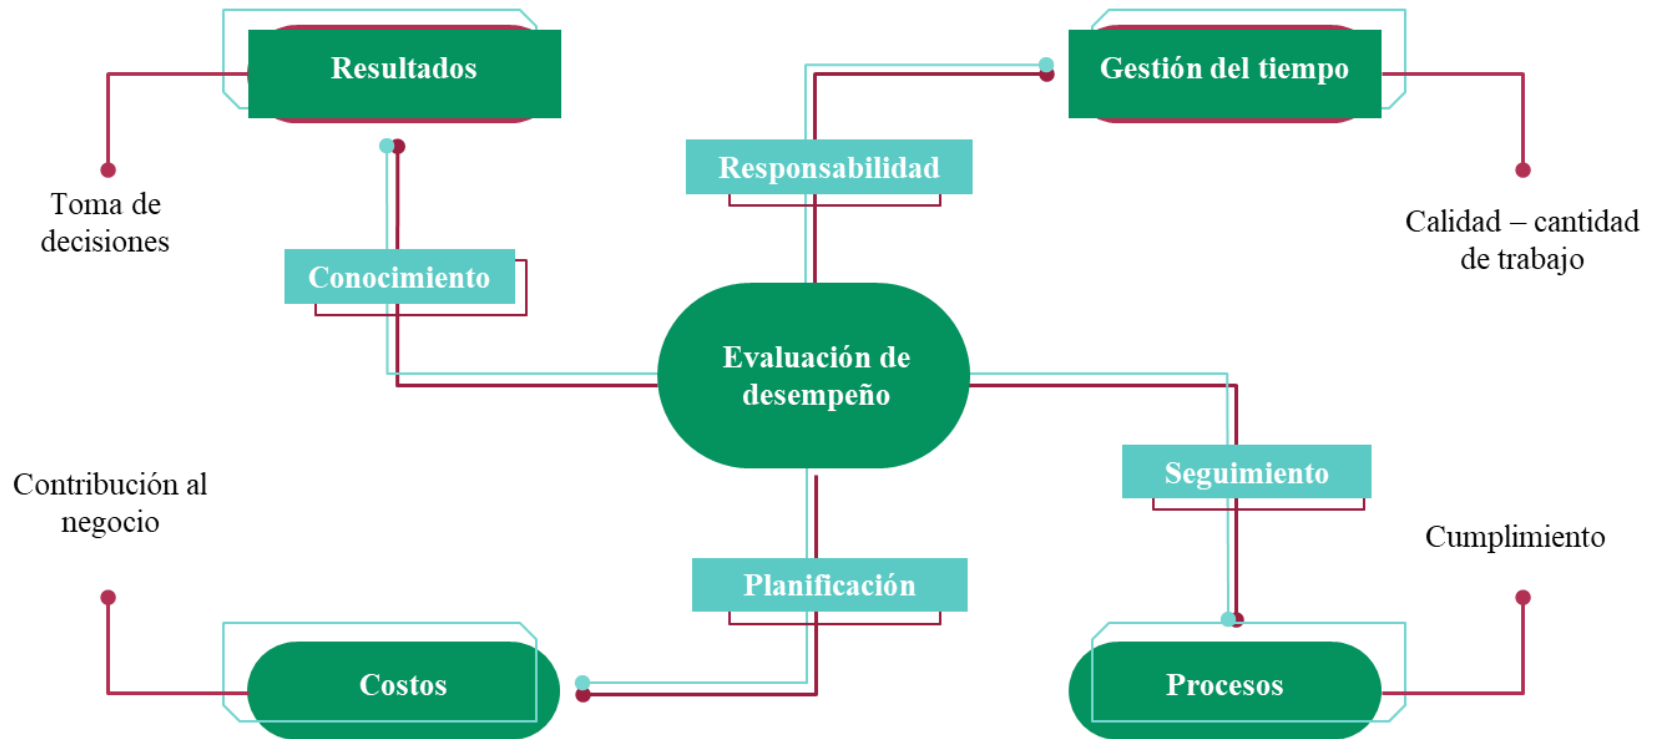 Resultados
Gestión del tiempo
Responsabilidad
Toma de
decisiones
Calidad – cantidad
de trabajo
Conocimiento
Evaluación de
desempeño
Seguimiento
Contribución al
negocio
Cumplimiento
Planificación
Costos
Procesos